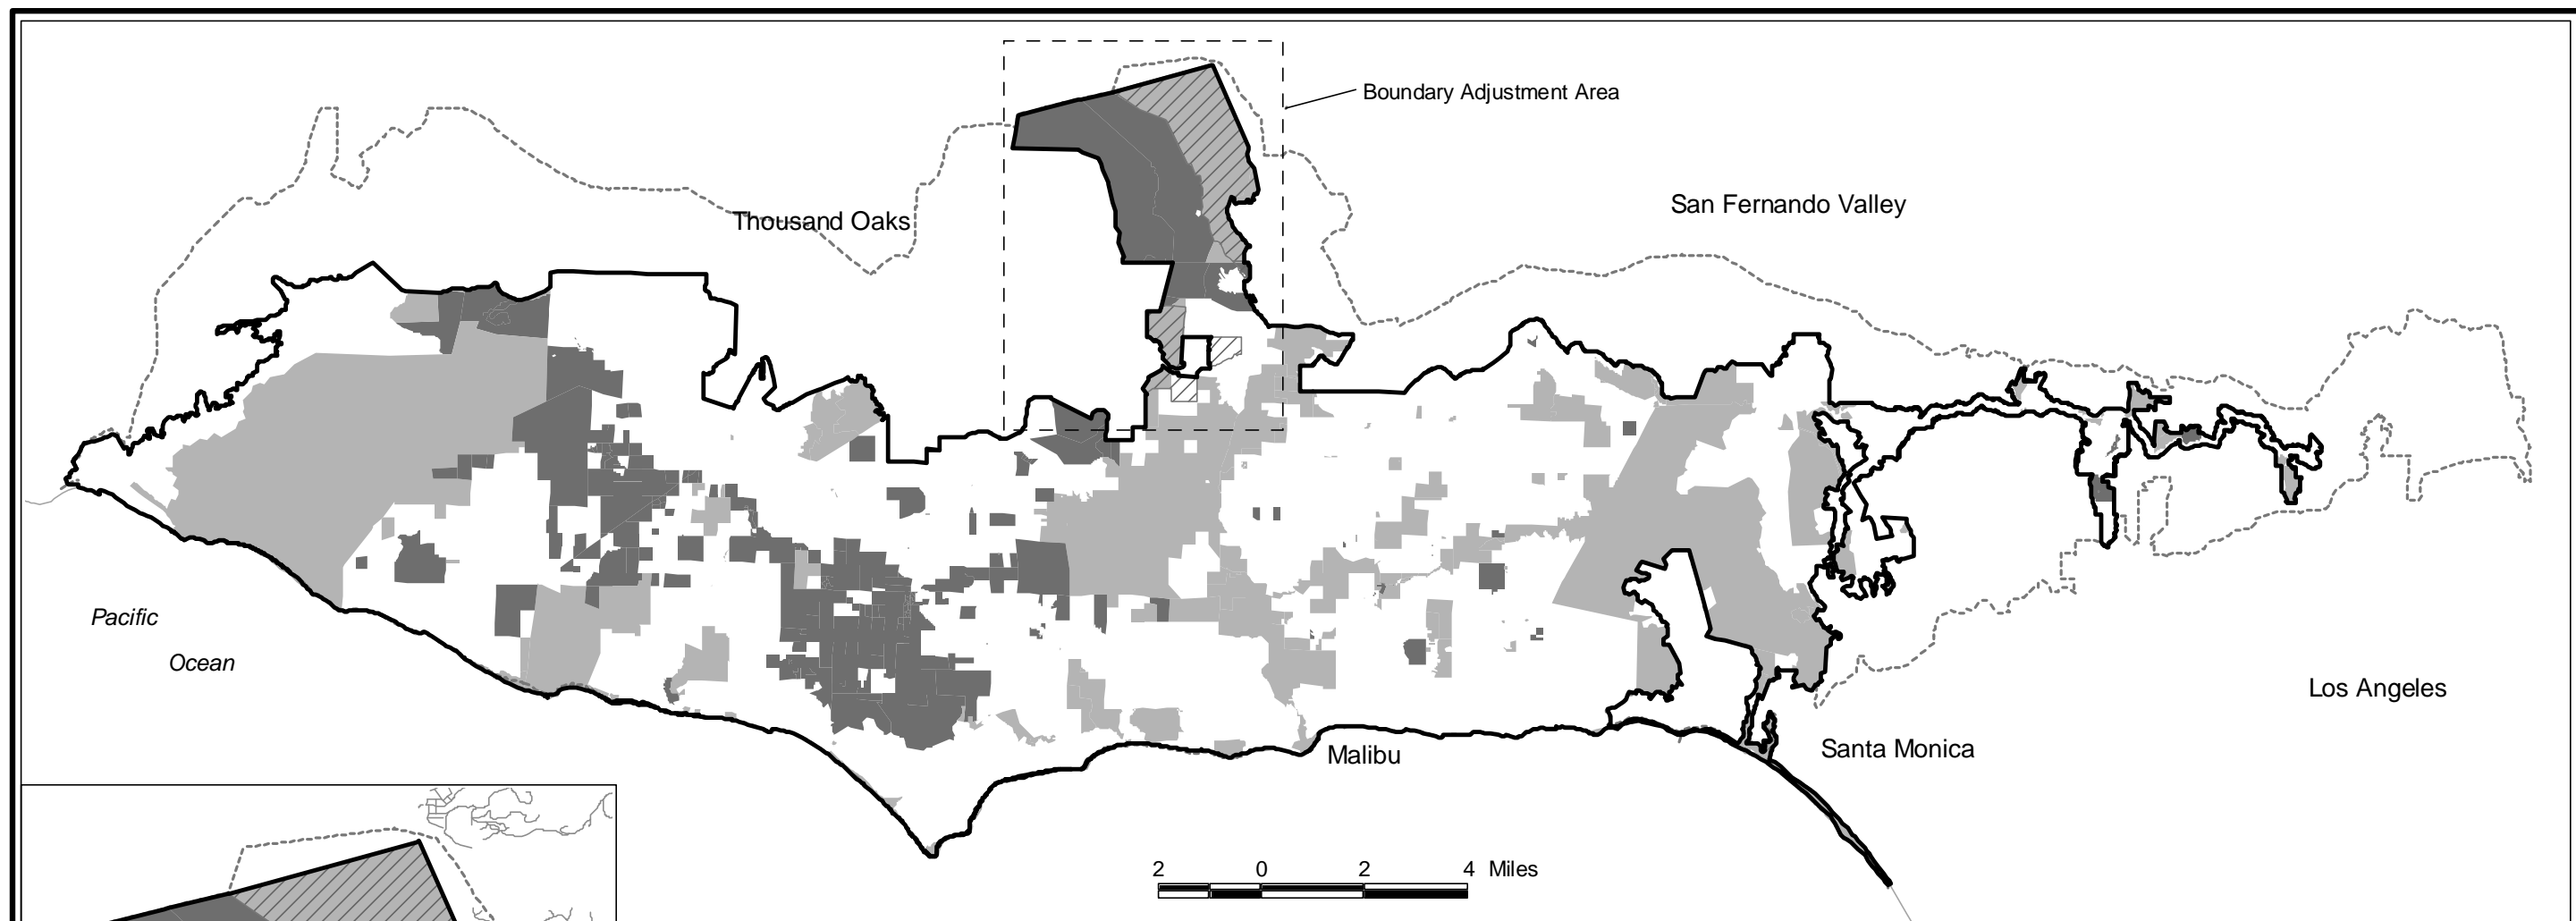 Boundary Adjustment Area
San Fernando Valley
Thousand Oaks
Pacific
Ocean
Los Angeles
Santa Monica
Malibu
2 0 2 4 Miles